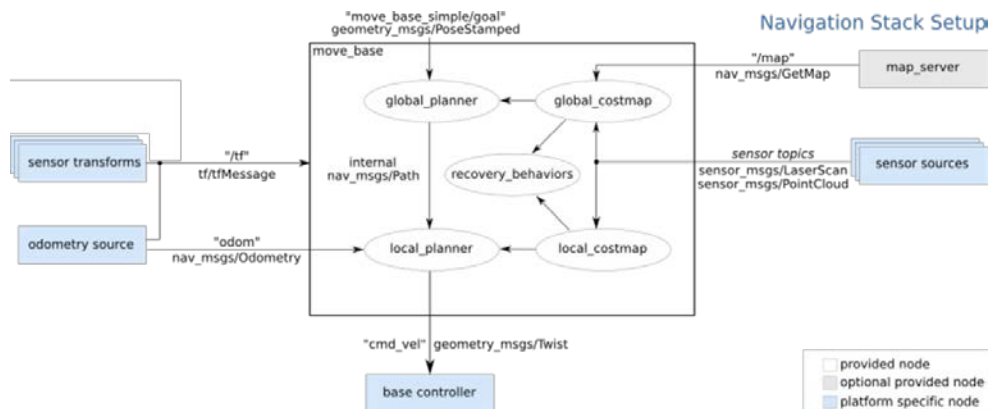 Navigation Stack Setup
"move_base_simple/goal"
geometry_msgs/PoseStamped
move_base
"/map"
nav_msgs/GetMap
map_server
global_planner
global_costmap
sensor transforms
"/tf"
tf/tfMessage
internal
nav_msgs/Path
recovery_behaviors
sensor topics
sensor_msgs/LaserScan
sensor_msgs/PointCloud
sensor sources
odometry source
"odom"
nav_msgs/Odometry
local_planner
local_costmap
"cmd_vel"
geometry_msgs/Twist
base controller
provided node
optional provided node
platform specific node